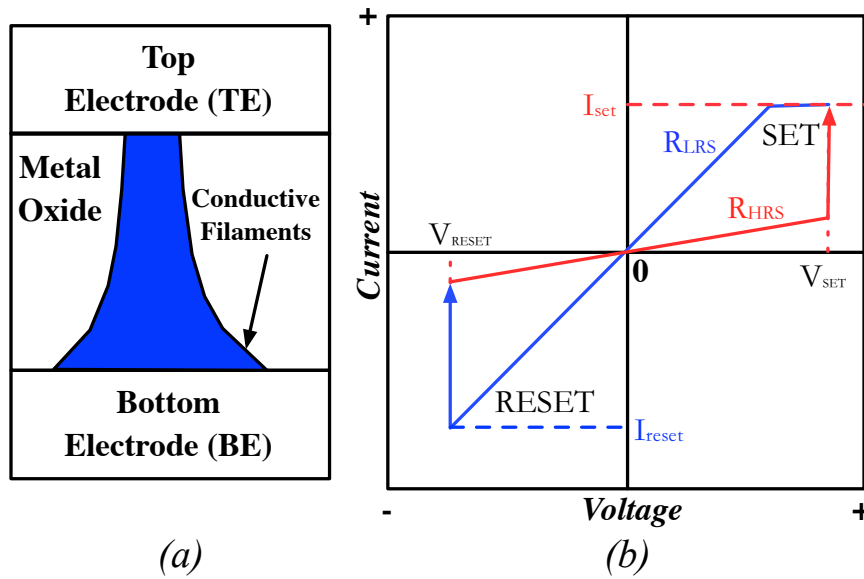 Top
Electrode (TE)
Metal
Oxide
Conductive
Filaments
Bottom
Electrode (BE)
(a)
+
Current
Iset
SET
RLRS
RHRS
VRESET
0
VSET
RESET
Ireset
-
Voltage
+
(b)